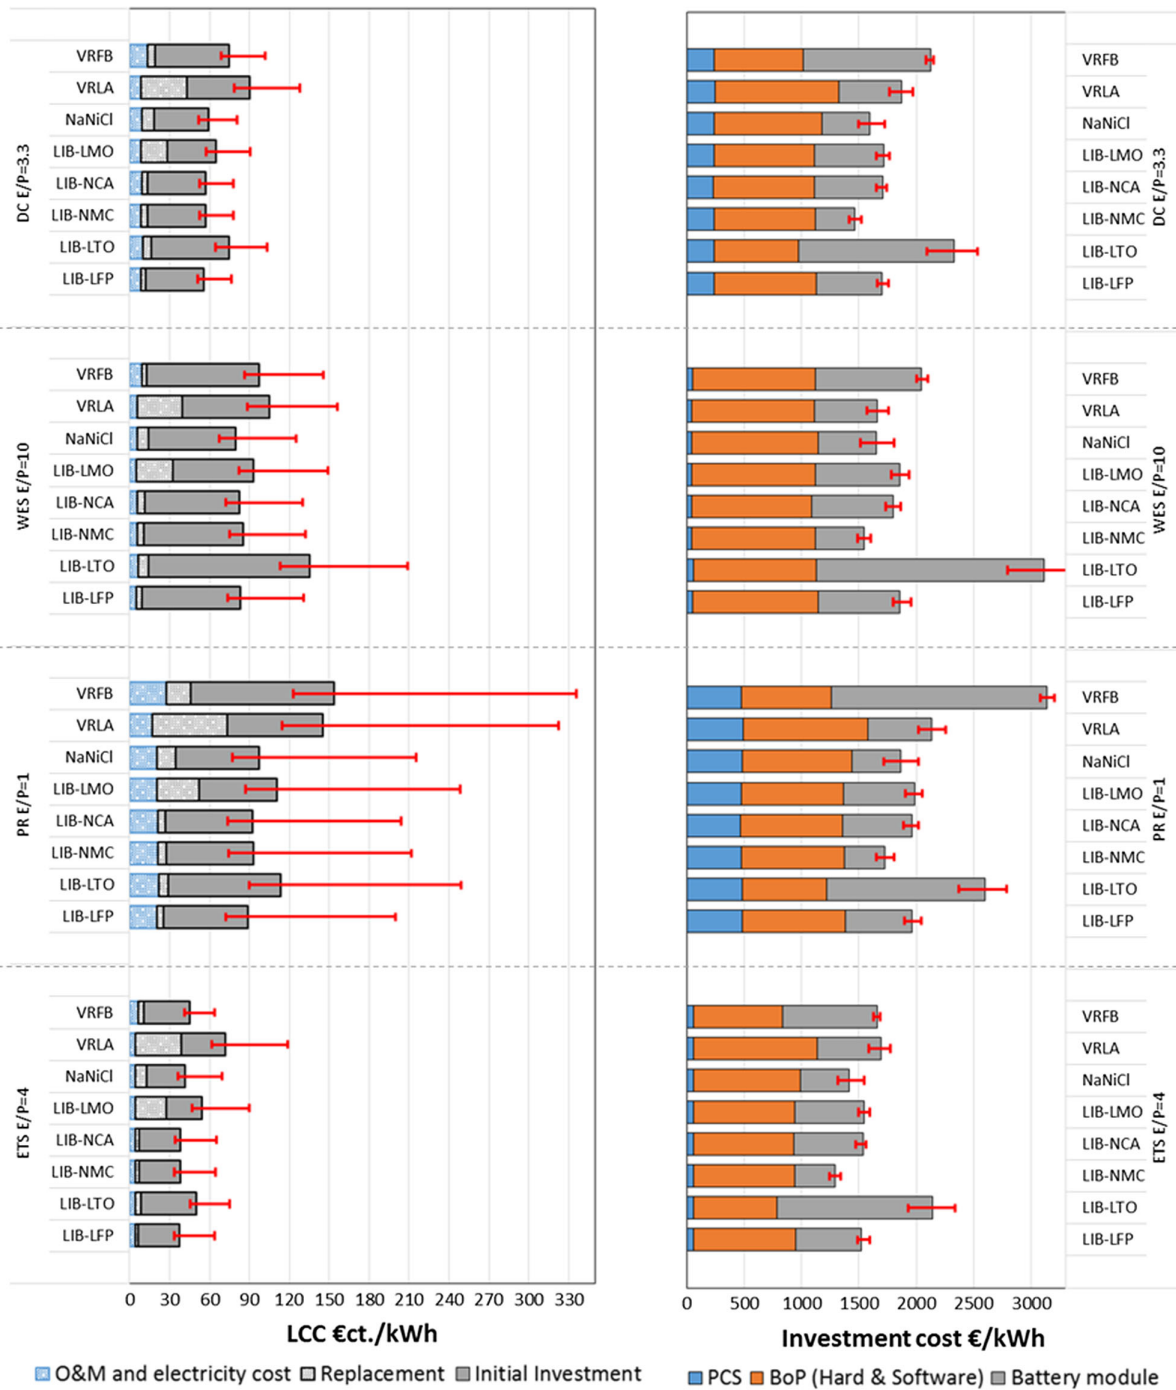 DC E/P=3.3
VRFB
VRLA
NaNiCl
LIB-LMO
LIB-NCA
LIB-NMC
LIB-LTO
LIB-LFP
WES E/P=10
VRFB
VRLA
NaNiCl
LIB-LMO
LIB-NCA
LIB-NMC
LIB-LTO
LIB-LFP
PR E/P=1
VRFB
VRLA
NaNiCl
LIB-LMO
LIB-NCA
LIB-NMC
LIB-LTO
LIB-LFP
ETS E/P=4
VRFB
VRLA
NaNiCl
LIB-LMO
LIB-NCA
LIB-NMC
LIB-LTO
LIB-LFP
0 30 60 90 120 150 180 210 240 270 300 330
LCC €ct./kWh
O&M and electricity cost Replacement Initial Investment
VRFB
VRLA
NaNiCl
LIB-LMO
LIB-NCA
LIB-NMC
LIB-LTO
LIB-LFP
DC E/P=3.3
VRFB
VRLA
NaNiCl
LIB-LMO
LIB-NCA
LIB-NMC
LIB-LTO
LIB-LFP
WES E/P=10
VRFB
VRLA
NaNiCl
LIB-LMO
LIB-NCA
LIB-NMC
LIB-LTO
LIB-LFP
PR E/P=1
VRFB
VRLA
NaNiCl
LIB-LMO
LIB-NCA
LIB-NMC
LIB-LTO
LIB-LFP
ETS E/P=4
0 500 1000 1500 2000 2500 3000
Investment cost €/kWh
PCS BoP (Hard & Software) Battery module